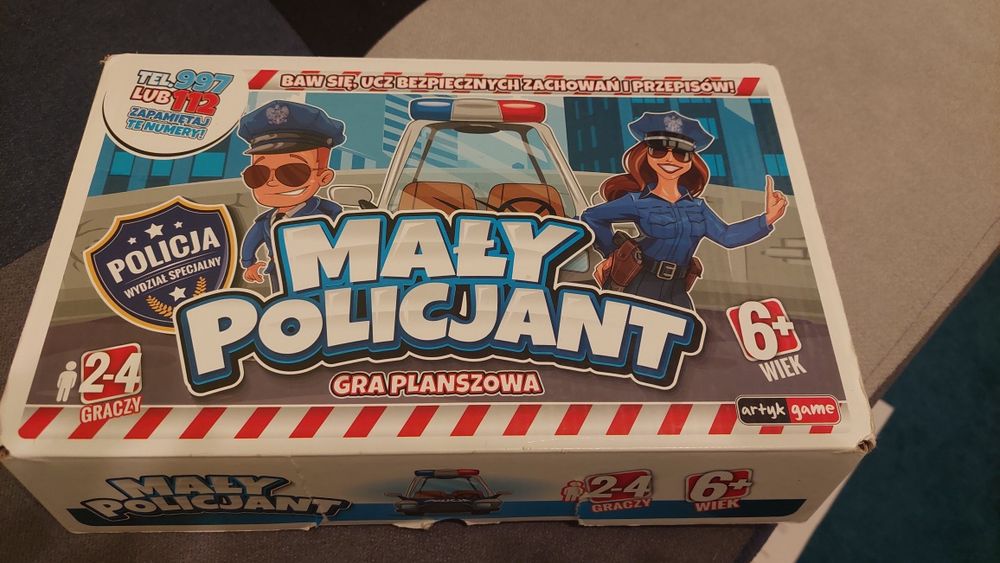 TEL. 997
LUB 112
ZAPAMIĘTAJ
TE NUMERY!
BAW SIĘ, UCZ BEZPIECZNYCH ZACHOWAŃ I PRZEPISÓW!
POLICJA
WYDZIAŁ SPECJALNY
MAŁY
POLICJANT
GRA PLANSZOWA
2-4
GRACZY
6+
WIEK
artyk game
MAŁY
POLICJANT
2-4
GRACZY
6+
WIEK